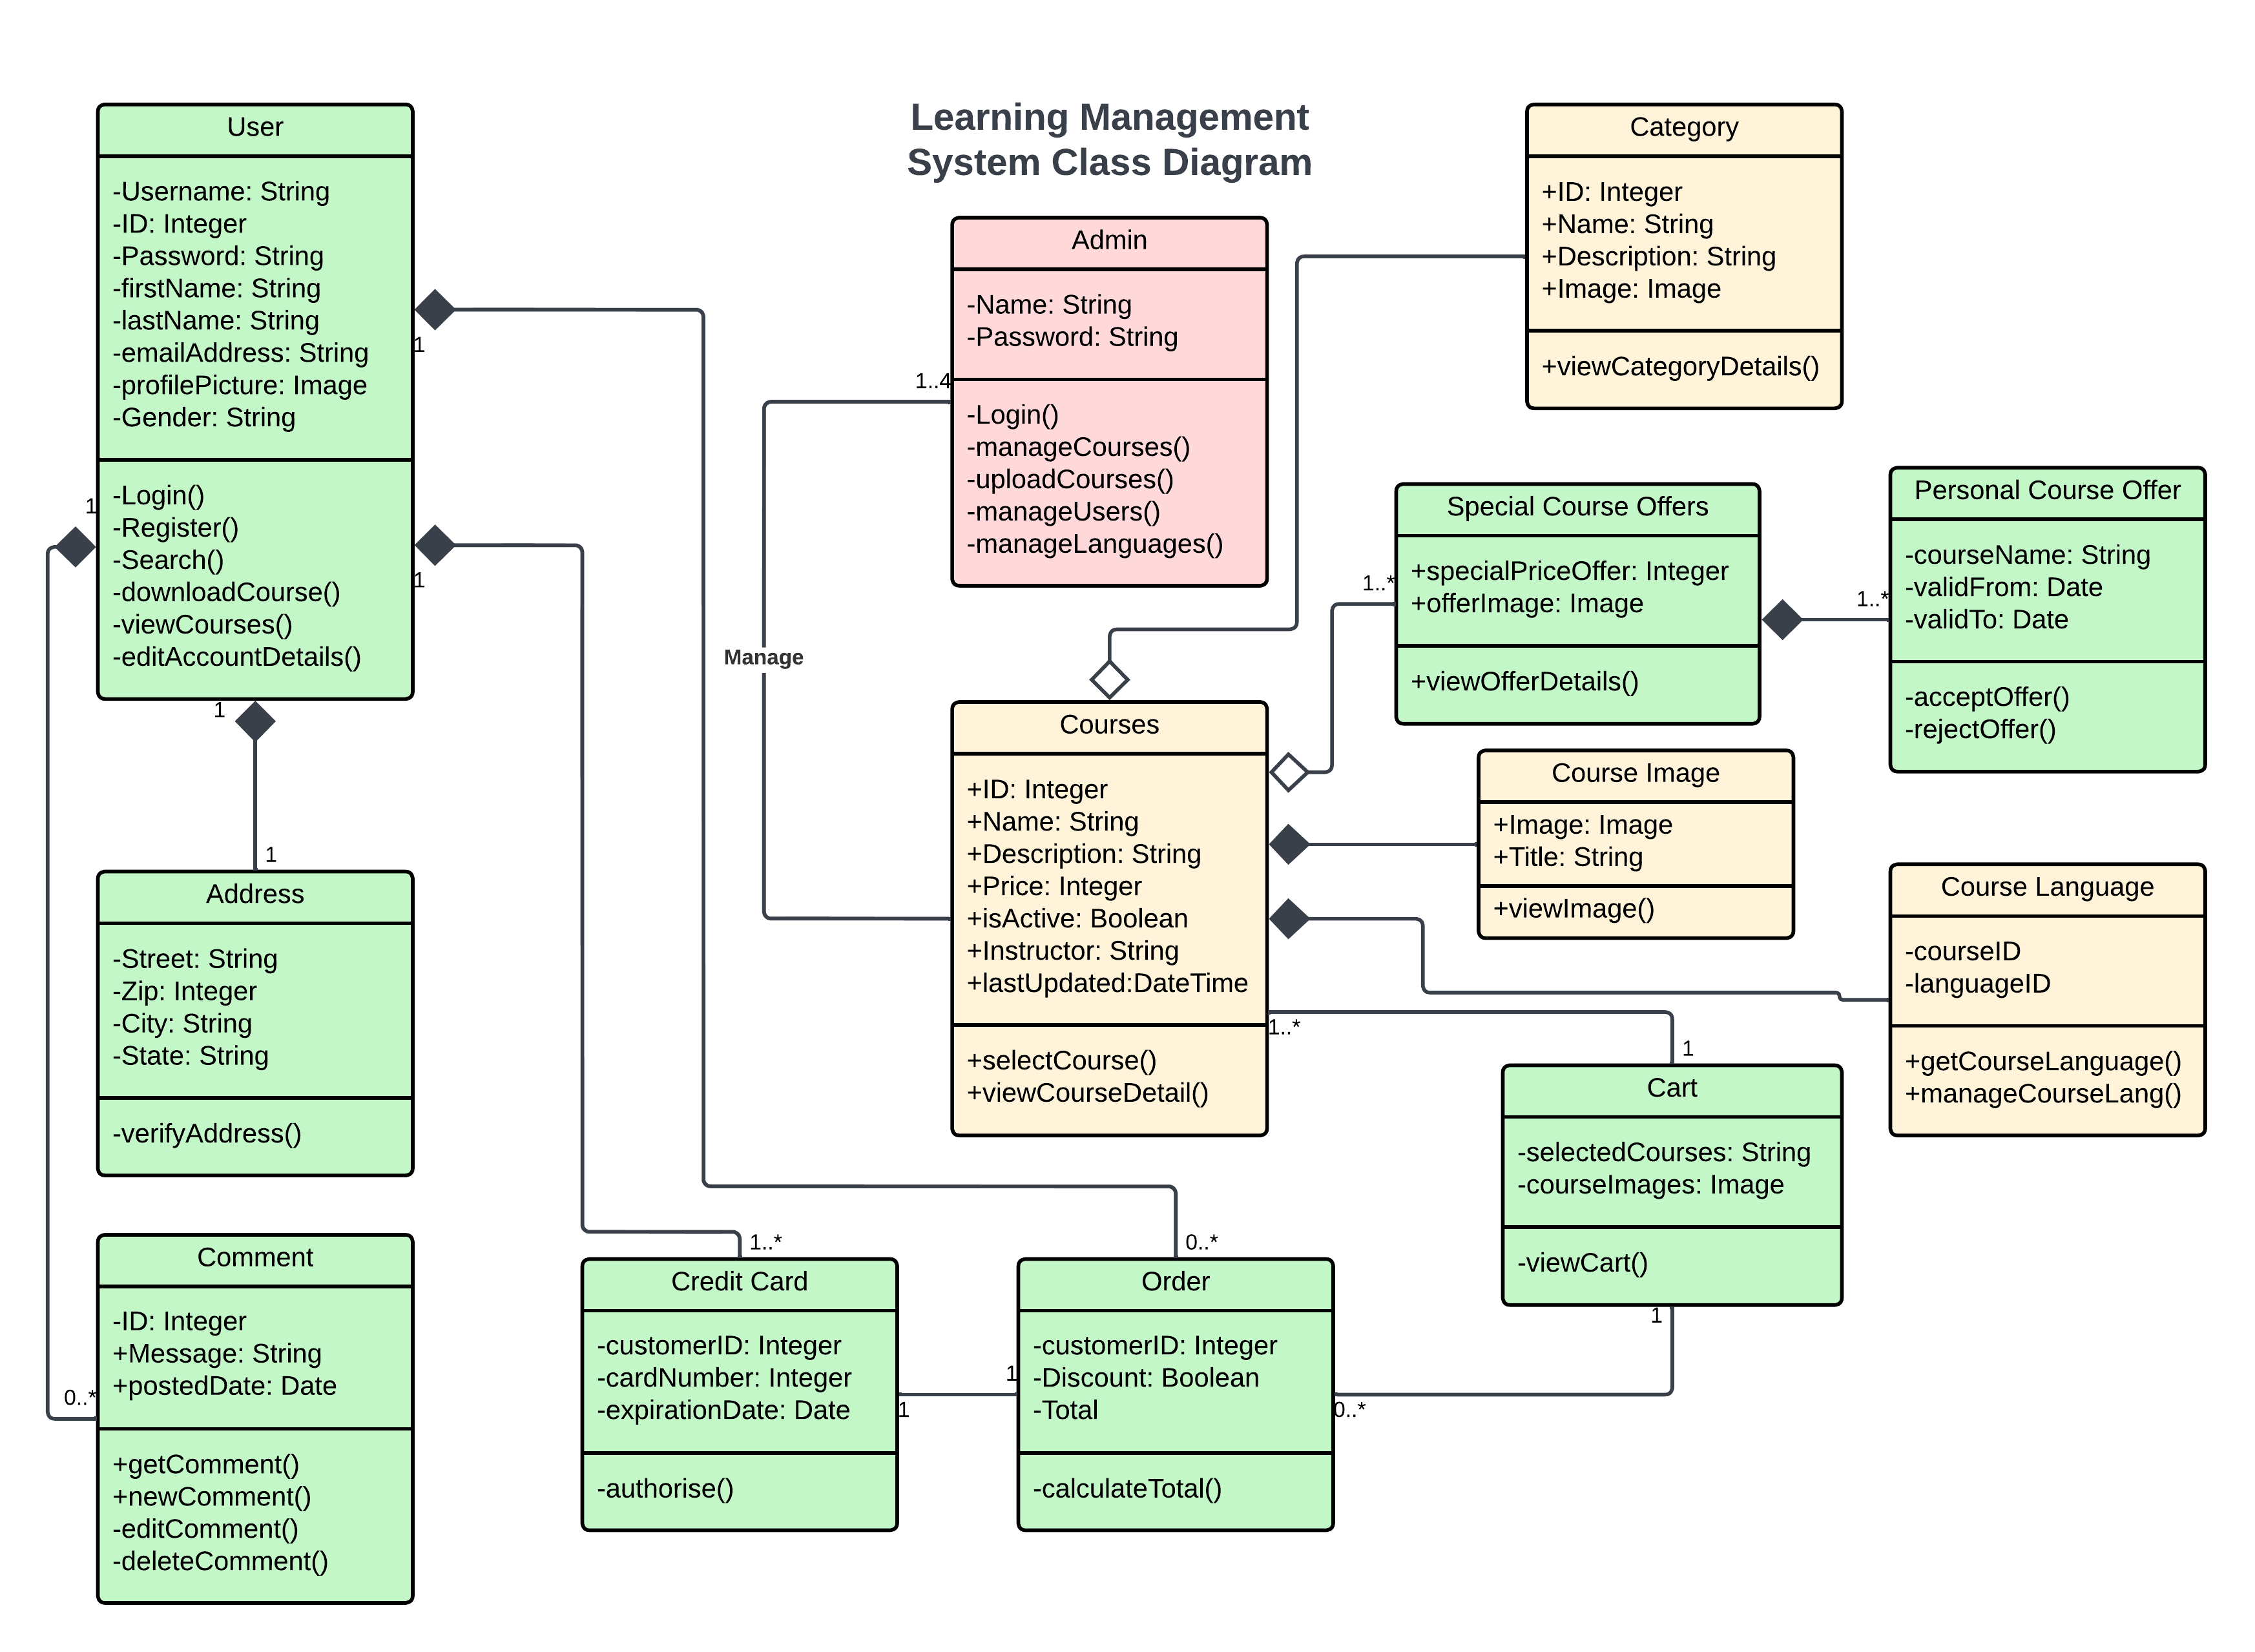 Learning Management
System Class Diagram
User
-Username: String
-ID: Integer
-Password: String
-firstName: String
-lastName: String
-emailAddress: String
-profilePicture: Image
-Gender: String
-Login()
-Register()
-Search()
-downloadCourse()
-viewCourses()
-editAccountDetails()
1
1
1
1
1
Address
-Street: String
-Zip: Integer
-City: String
-State: String
-verifyAddress()
0..*
Comment
-ID: Integer
+Message: String
+postedDate: Date
+getComment()
+newComment()
-editComment()
-deleteComment()
Admin
-Name: String
-Password: String
-Login()
-manageCourses()
-uploadCourses()
-manageUsers()
-manageLanguages()
1..4
Manage
Category
+ID: Integer
+Name: String
+Description: String
+Image: Image
+viewCategoryDetails()
1..*
Special Course Offers
+specialPriceOffer: Integer
+offerImage: Image
+viewOfferDetails()
1..*
Personal Course Offer
-courseName: String
-validFrom: Date
-validTo: Date
-acceptOffer()
-rejectOffer()
Courses
+ID: Integer
+Name: String
+Description: String
+Price: Integer
+isActive: Boolean
+Instructor: String
+lastUpdated:DateTime
+selectCourse()
+viewCourseDetail()
1..*
Course Image
+Image: Image
+Title: String
+viewImage()
Course Language
-courseID
-languageID
+getCourseLanguage()
+manageCourseLang()
1
Cart
-selectedCourses: String
-courseImages: Image
-viewCart()
1
1..*
Credit Card
-customerID: Integer
-cardNumber: Integer
-expirationDate: Date
-authorise()
1
1
0..*
Order
-customerID: Integer
-Discount: Boolean
-Total
-calculateTotal()
0..*